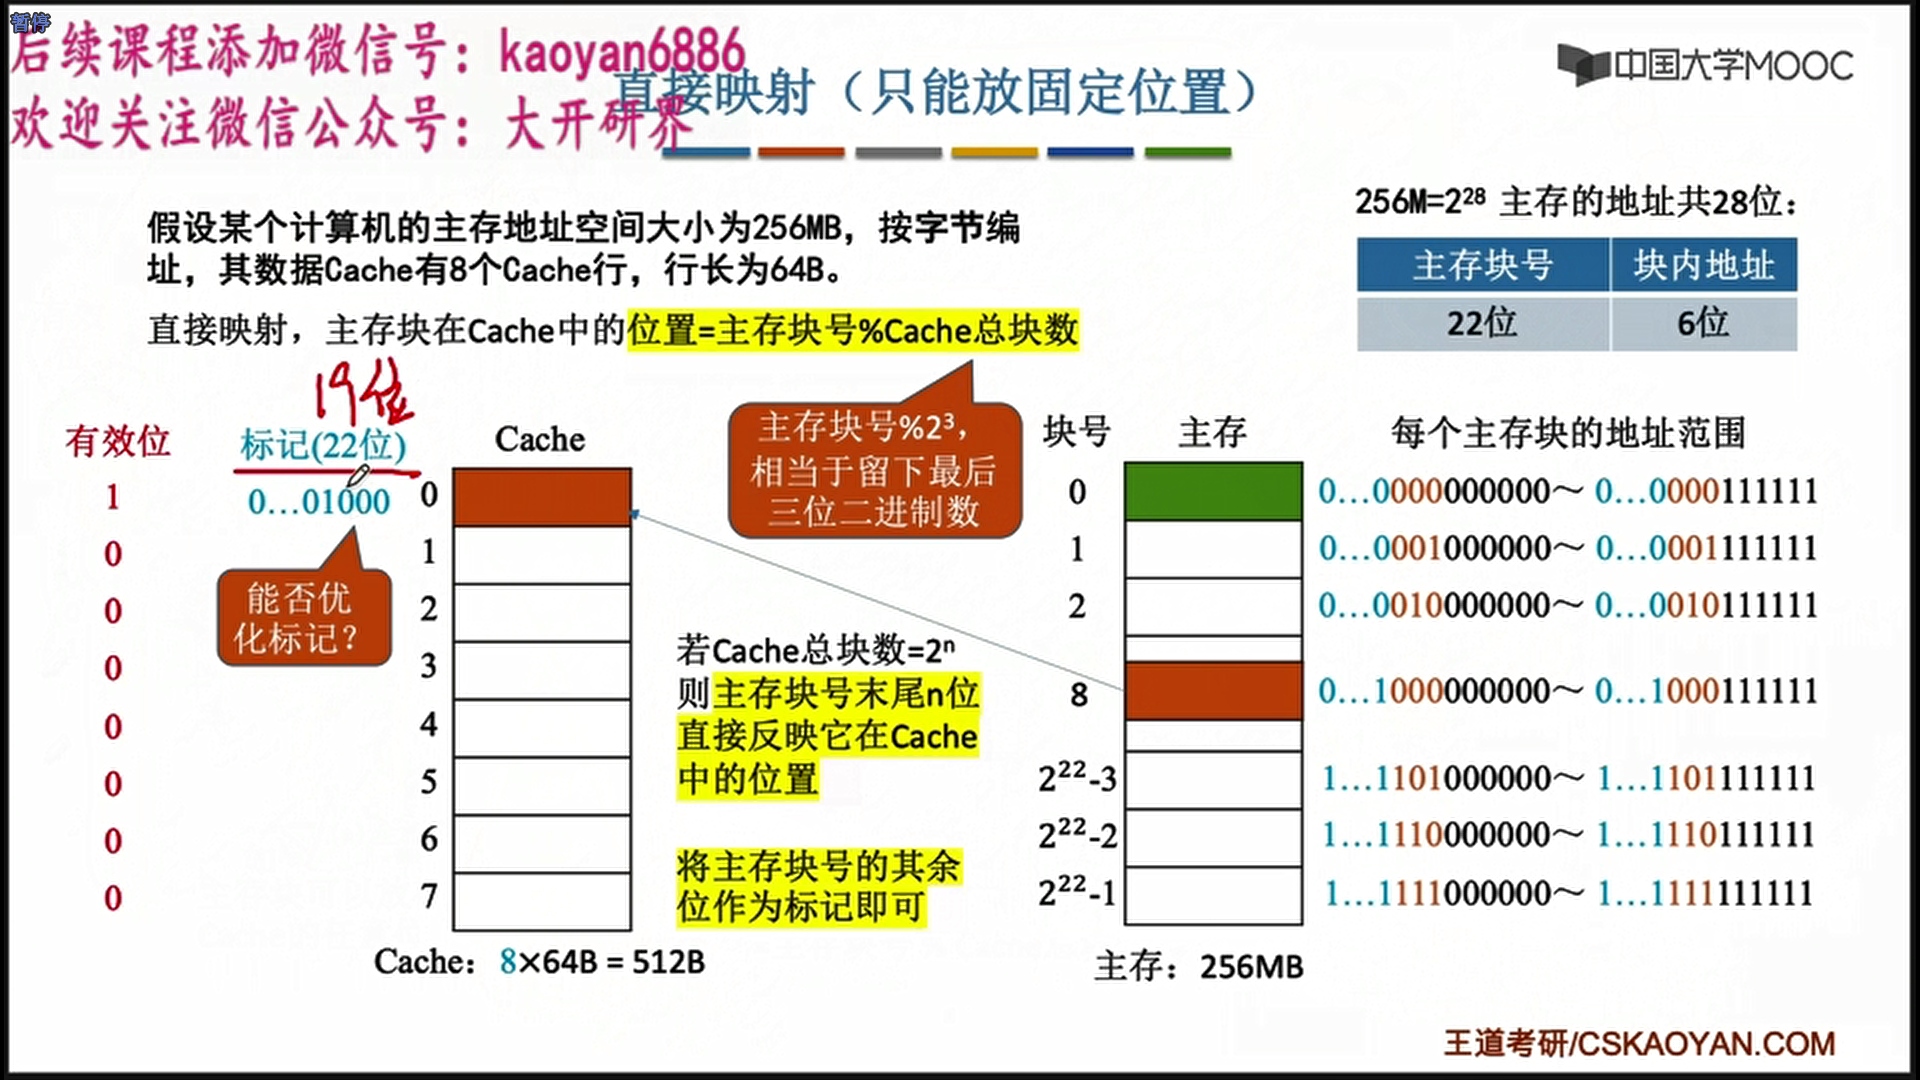 暂停
后续课程添加微信号：kaoyan6886
欢迎关注微信公众号：大开研界
直接映射（只能放固定位置）
中国大学MOOC
假设某个计算机的主存地址空间大小为256MB，按字节编
址，其数据Cache有8个Cache行，行长为64B。
直接映射，主存块在Cache中的位置=主存块号%Cache总块数
256M=2²⁸ 主存的地址共28位：
主存块号 块内地址
22位 6位
19位
有效位 标记(22位) Cache
主存块号%2³，
相当于留下最后
三位二进制数
块号 主存 每个主存块的地址范围
1 0…01000 0
0 1
0 2
0 3
0 4
0 5
0 6
0 7
能否优
化标记？
Cache：8×64B = 512B
若Cache总块数=2ⁿ
则主存块号末尾n位
直接反映它在Cache
中的位置
将主存块号的其余
位作为标记即可
0 0…0000000000～ 0…0000111111
1 0…0001000000～ 0…0001111111
2 0…0010000000～ 0…0010111111
8 0…1000000000～ 0…1000111111
2²²-3 1…1101000000～ 1…1101111111
2²²-2 1…1110000000～ 1…1110111111
2²²-1 1…1111000000～ 1…1111111111
主存：256MB
王道考研/CSKAOYAN.COM